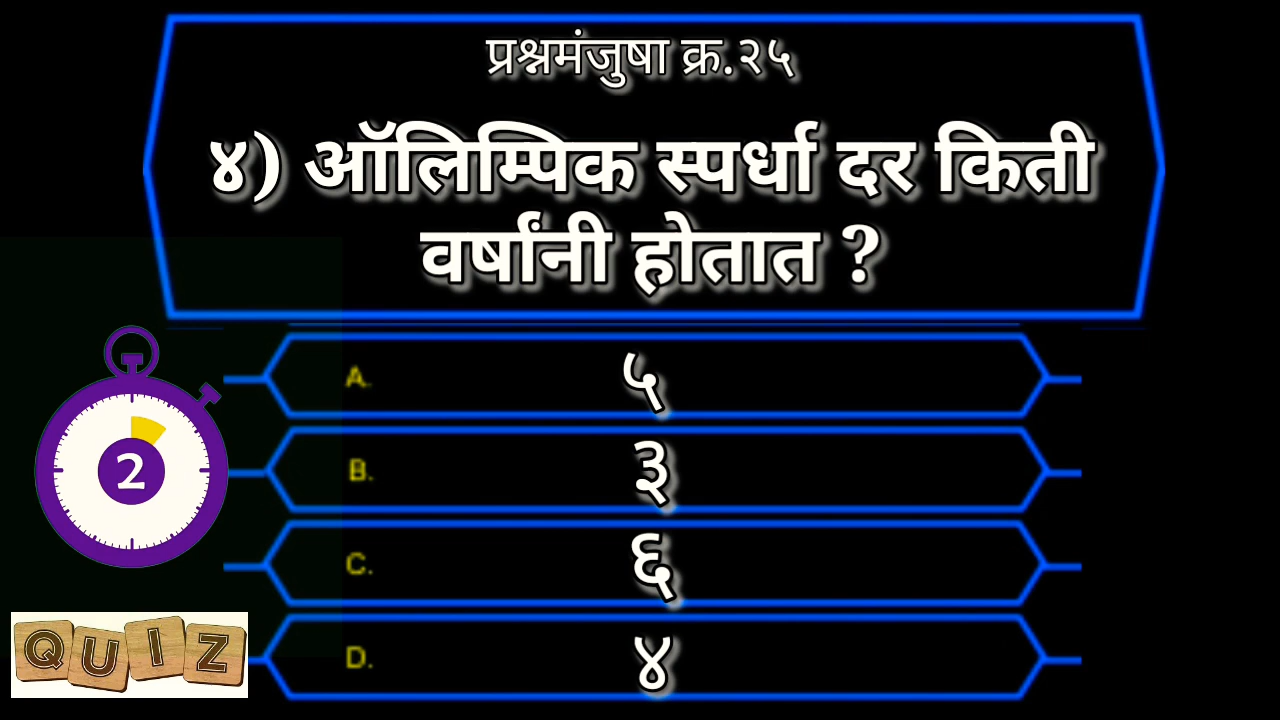 प्रश्नमंजुषा क्र.२५
४) ऑलिम्पिक स्पर्धा दर किती
वर्षांनी होतात ?
A. ५
B. ३
C. ६
D. ४
2
QUIZ